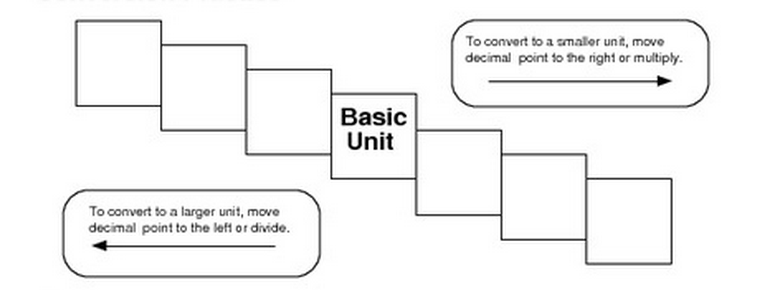 To convert to a smaller unit, move
decimal point to the right or multiply.
Basic
Unit
To convert to a larger unit, move
decimal point to the left or divide.